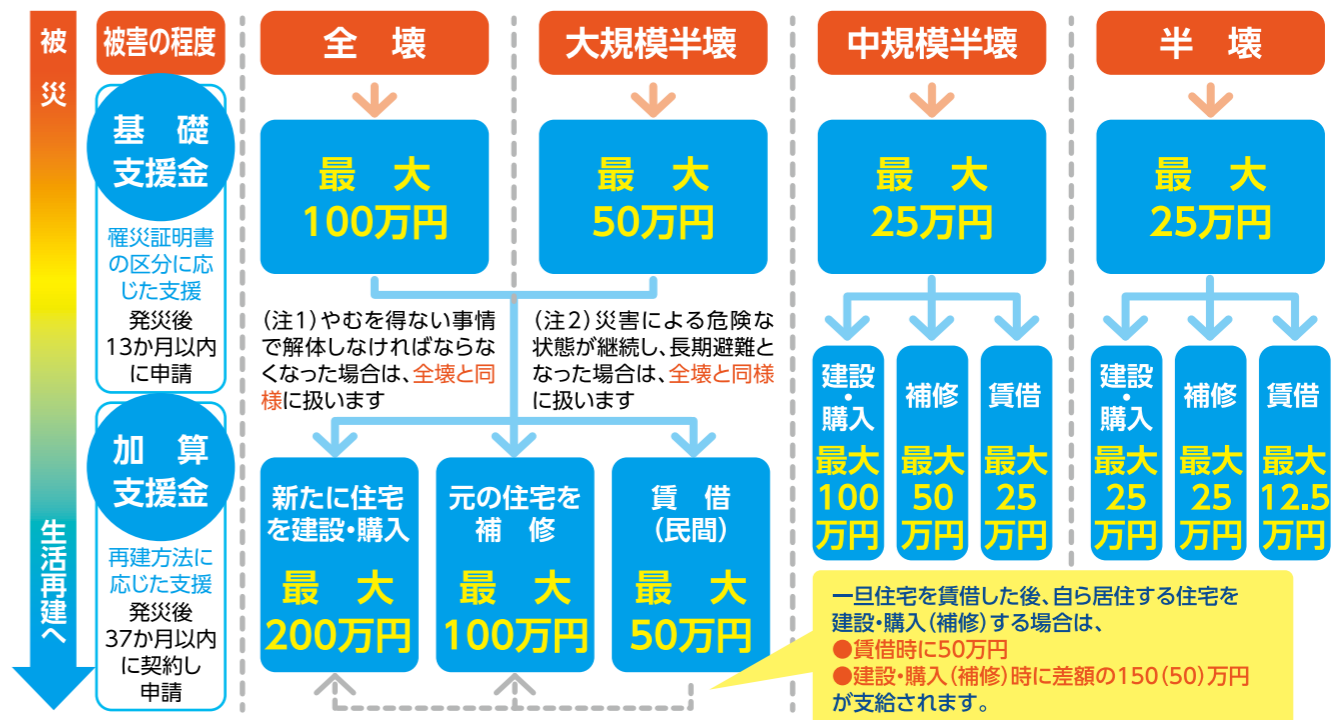 被災
生活再建へ
被害の程度
全 壊
大規模半壊
中規模半壊
半 壊
基 礎
支援金
罹災証明書
の区分に応
じた支援
発災後
13か月以内
に申請
最 大
100万円
最 大
50万円
最 大
25万円
最 大
25万円
(注1)やむを得ない事情
で解体しなければならな
くなった場合は、全壊と同
様に扱います
(注2)災害による危険な
状態が継続し、長期避難と
なった場合は、全壊と同様
に扱います
加 算
支援金
再建方法に
応じた支援
発災後
37か月以内
に契約し
申請
新たに住宅
を建設・購入
最 大
200万円
元の住宅を
補 修
最 大
100万円
賃 借
(民間)
最 大
50万円
建設
・
購入
最大
100
万円
補修
最大
50
万円
賃借
最大
25
万円
建設
・
購入
最大
25
万円
補修
最大
25
万円
賃借
最大
12.5
万円
一旦住宅を賃借した後、自ら居住する住宅を
建設・購入(補修)する場合は、
●賃借時に50万円
●建設・購入(補修)時に差額の150(50)万円
が支給されます。